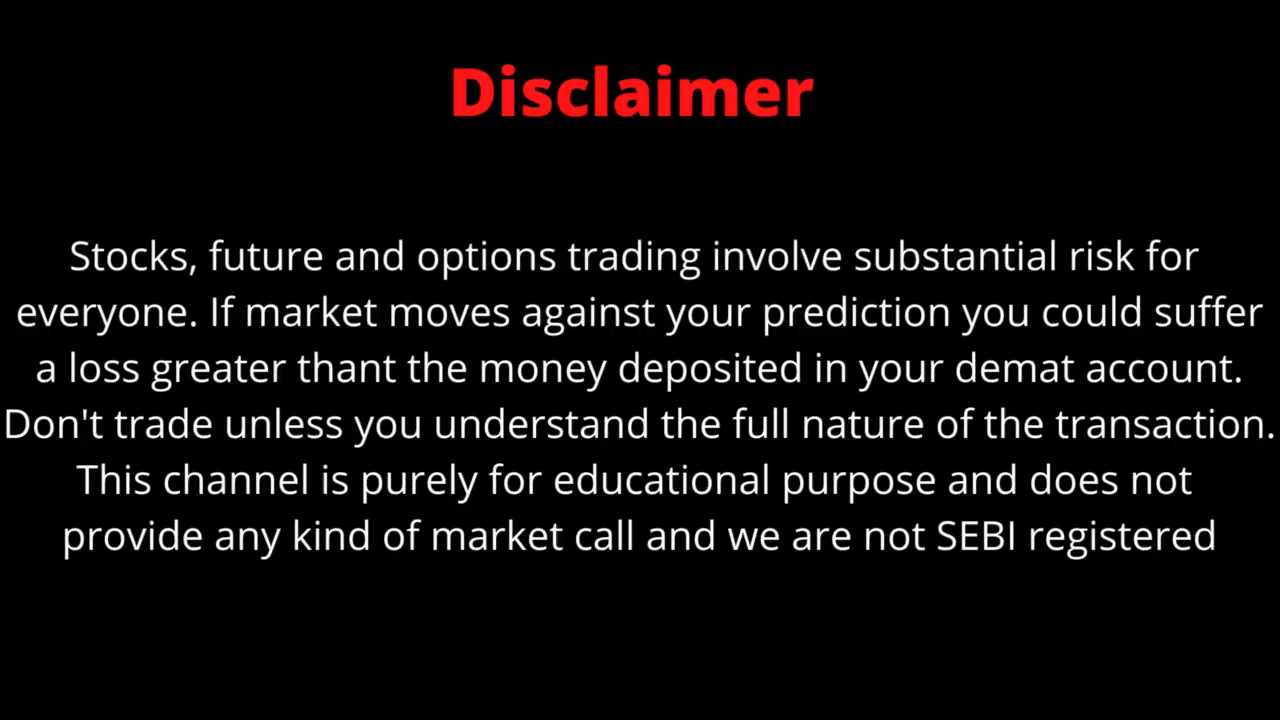 Disclaimer
Stocks, future and options trading involve substantial risk for
everyone. If market moves against your prediction you could suffer
a loss greater thant the money deposited in your demat account.
Don't trade unless you understand the full nature of the transaction.
This channel is purely for educational purpose and does not
provide any kind of market call and we are not SEBI registered